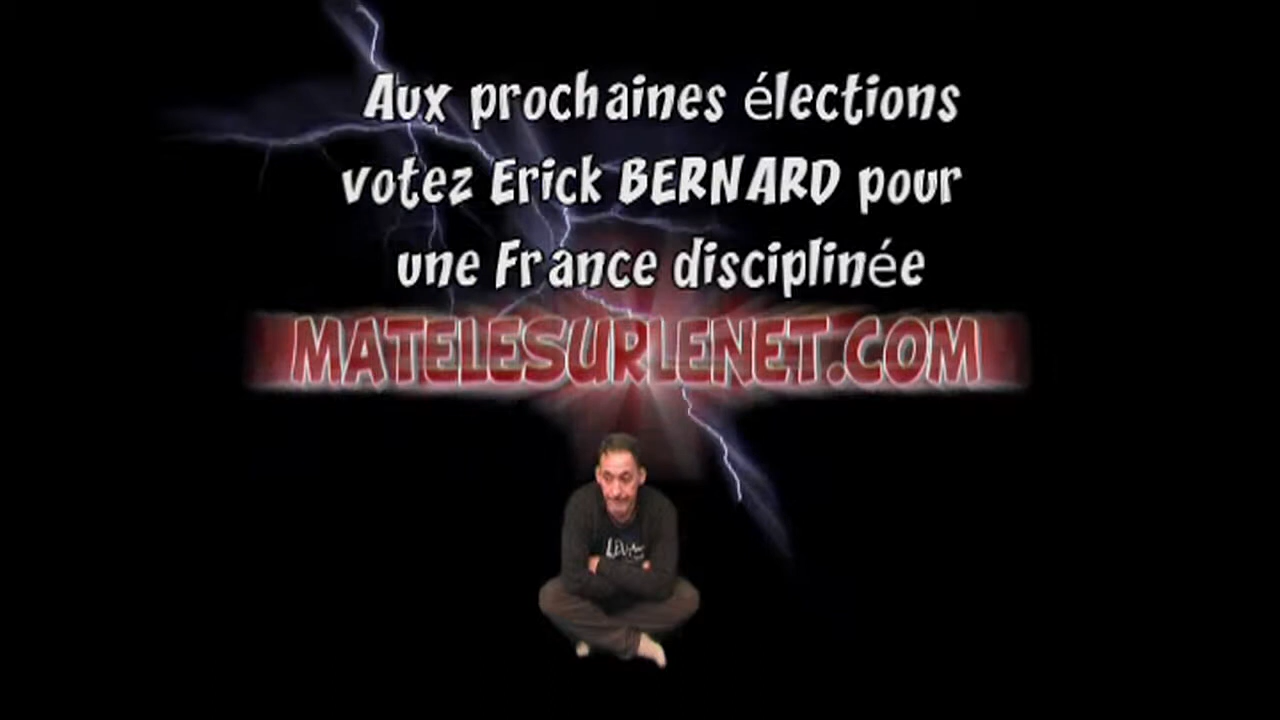 Aux prochaines élections
votez Erick BERNARD pour
une France disciplinée
MATELESURLENET.COM